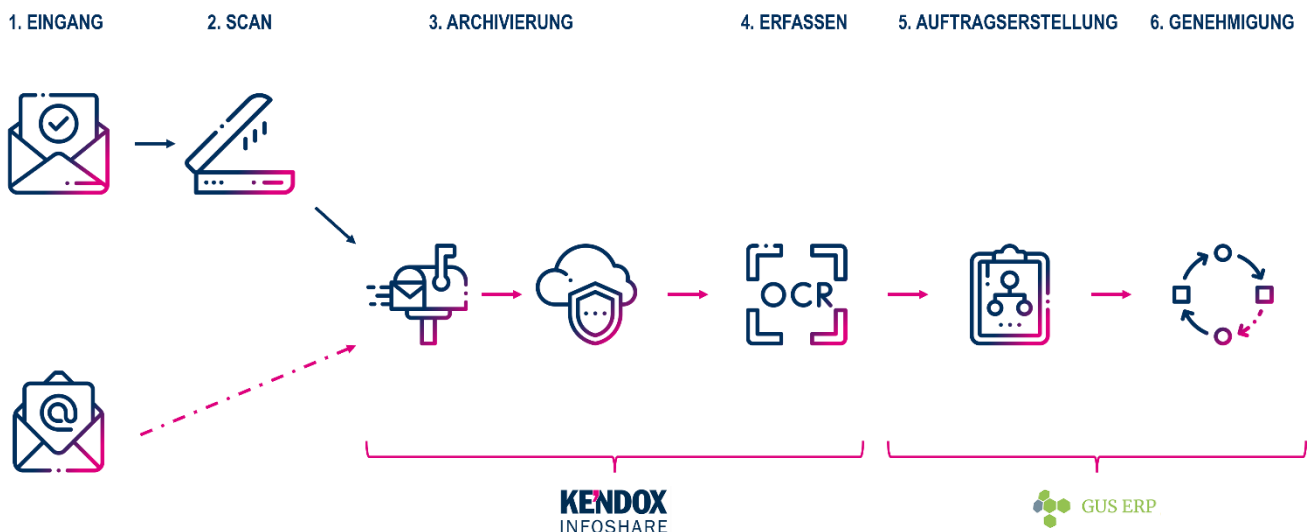 1. EINGANG
2. SCAN
3. ARCHIVIERUNG
4. ERFASSEN
5. AUFTRAGSERSTELLUNG
6. GENEHMIGUNG
@
OCR
KENDOX
INFOSHARE
GUS ERP